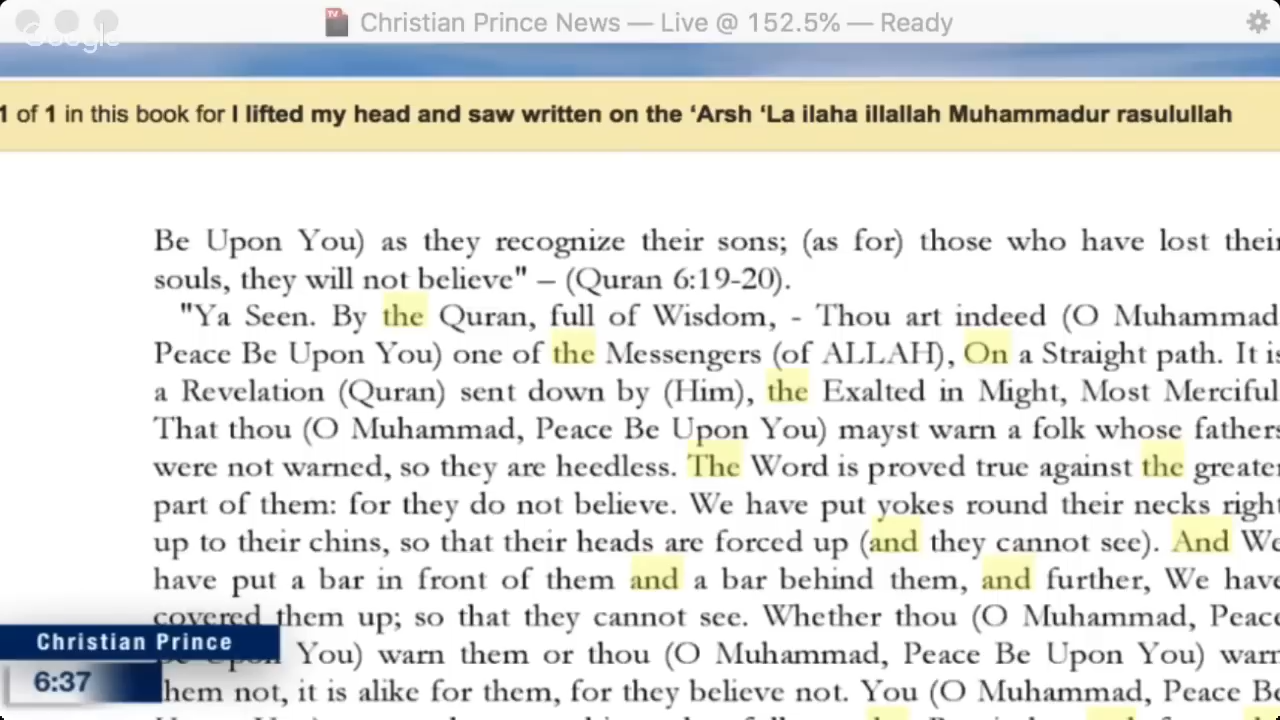 Christian Prince News — Live @ 152.5% — Ready
Google
1 of 1 in this book for I lifted my head and saw written on the ‘Arsh ‘La ilaha illallah Muhammadur rasulullah
Be Upon You) as they recognize their sons; (as for) those who have lost their
souls, they will not believe" – (Quran 6:19-20).
"Ya Seen. By the Quran, full of Wisdom, - Thou art indeed (O Muhammad,
Peace Be Upon You) one of the Messengers (of ALLAH), On a Straight path. It is
a Revelation (Quran) sent down by (Him), the Exalted in Might, Most Merciful.
That thou (O Muhammad, Peace Be Upon You) mayst warn a folk whose fathers
were not warned, so they are heedless. The Word is proved true against the greater
part of them: for they do not believe. We have put yokes round their necks right
up to their chins, so that their heads are forced up (and they cannot see). And We
have put a bar in front of them and a bar behind them, and further, We have
covered them up; so that they cannot see. Whether thou (O Muhammad, Peace
Be Upon You) warn them or thou (O Muhammad, Peace Be Upon You) warn
them not, it is alike for them, for they believe not. You (O Muhammad, Peace Be
Christian Prince
6:37